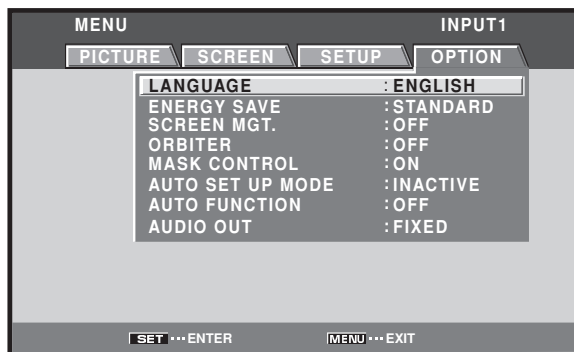 MENU INPUT1
PICTURE SCREEN SETUP OPTION
LANGUAGE :ENGLISH
ENERGY SAVE :STANDARD
SCREEN MGT. :OFF
ORBITER :OFF
MASK CONTROL :ON
AUTO SET UP MODE :INACTIVE
AUTO FUNCTION :OFF
AUDIO OUT :FIXED
SET ··· ENTER MENU ··· EXIT